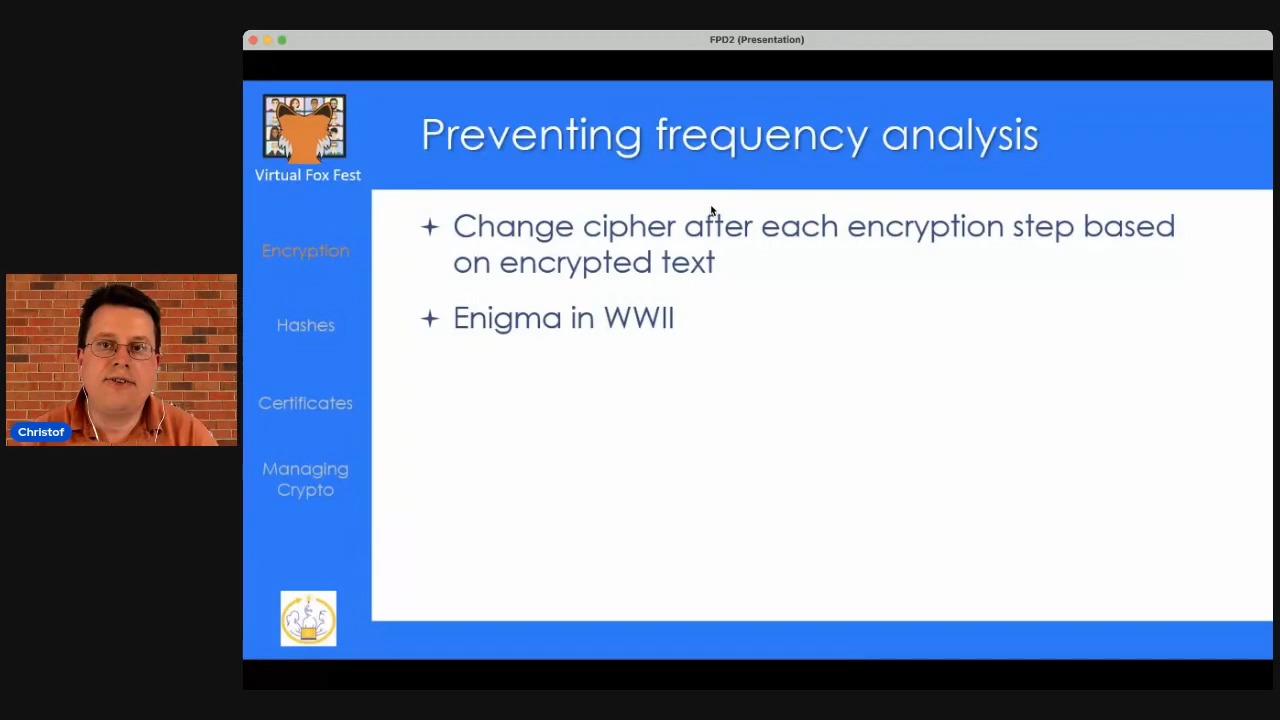 FPD2 (Presentation)
Virtual Fox Fest
Preventing frequency analysis
Encryption
Hashes
Certificates
Managing
Crypto
Change cipher after each encryption step based
on encrypted text
Enigma in WWII
Christof